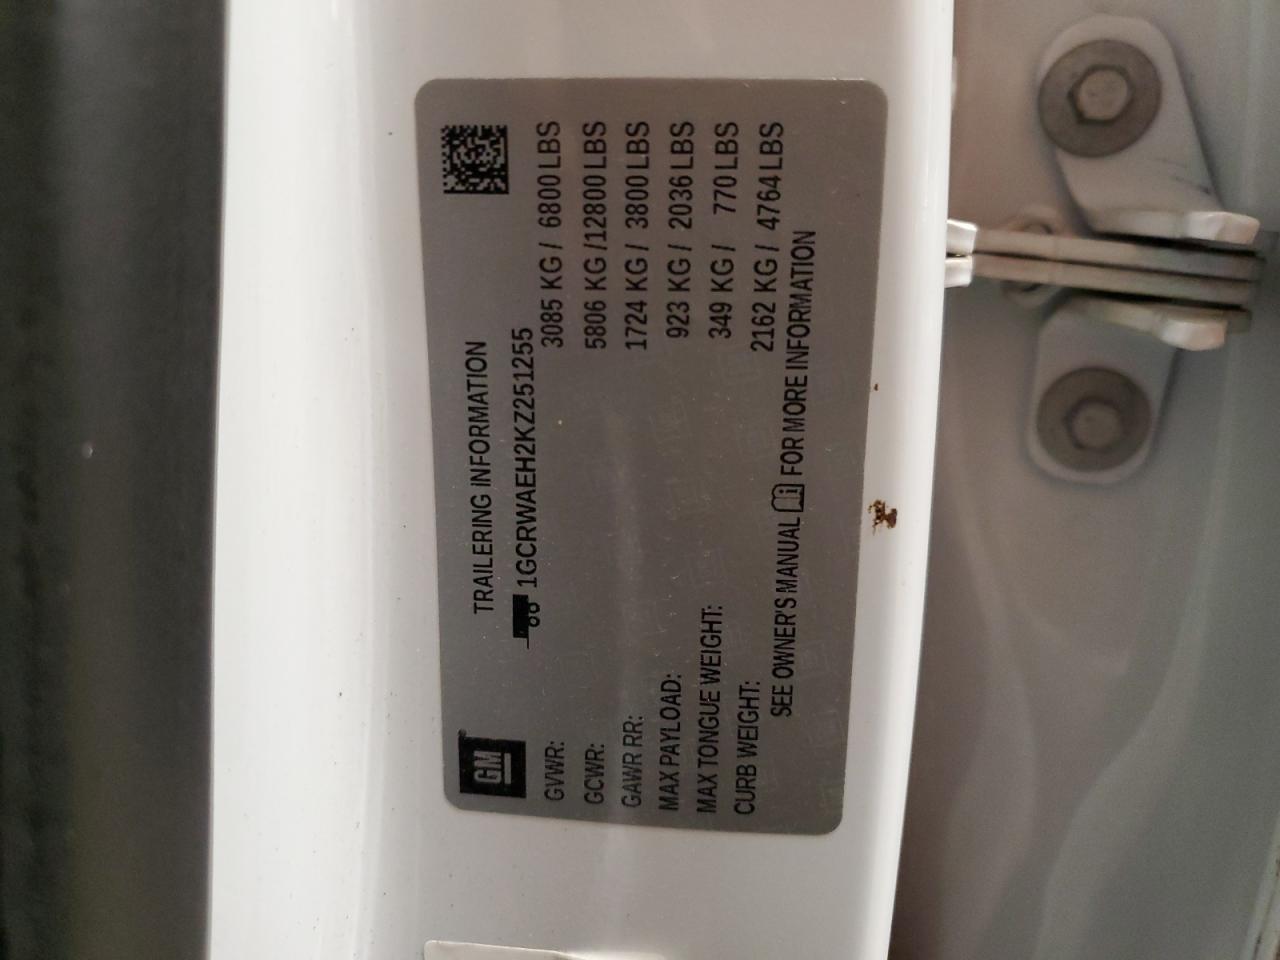 GM
TRAILERING INFORMATION
1GCRWAEH2KZ251255
GVWR: 3085 KG / 6800 LBS
GCWR: 5806 KG /12800 LBS
GAWR RR: 1724 KG / 3800 LBS
MAX PAYLOAD: 923 KG / 2036 LBS
MAX TONGUE WEIGHT: 349 KG / 770 LBS
CURB WEIGHT: 2162 KG / 4764 LBS
SEE OWNER'S MANUAL FOR MORE INFORMATION